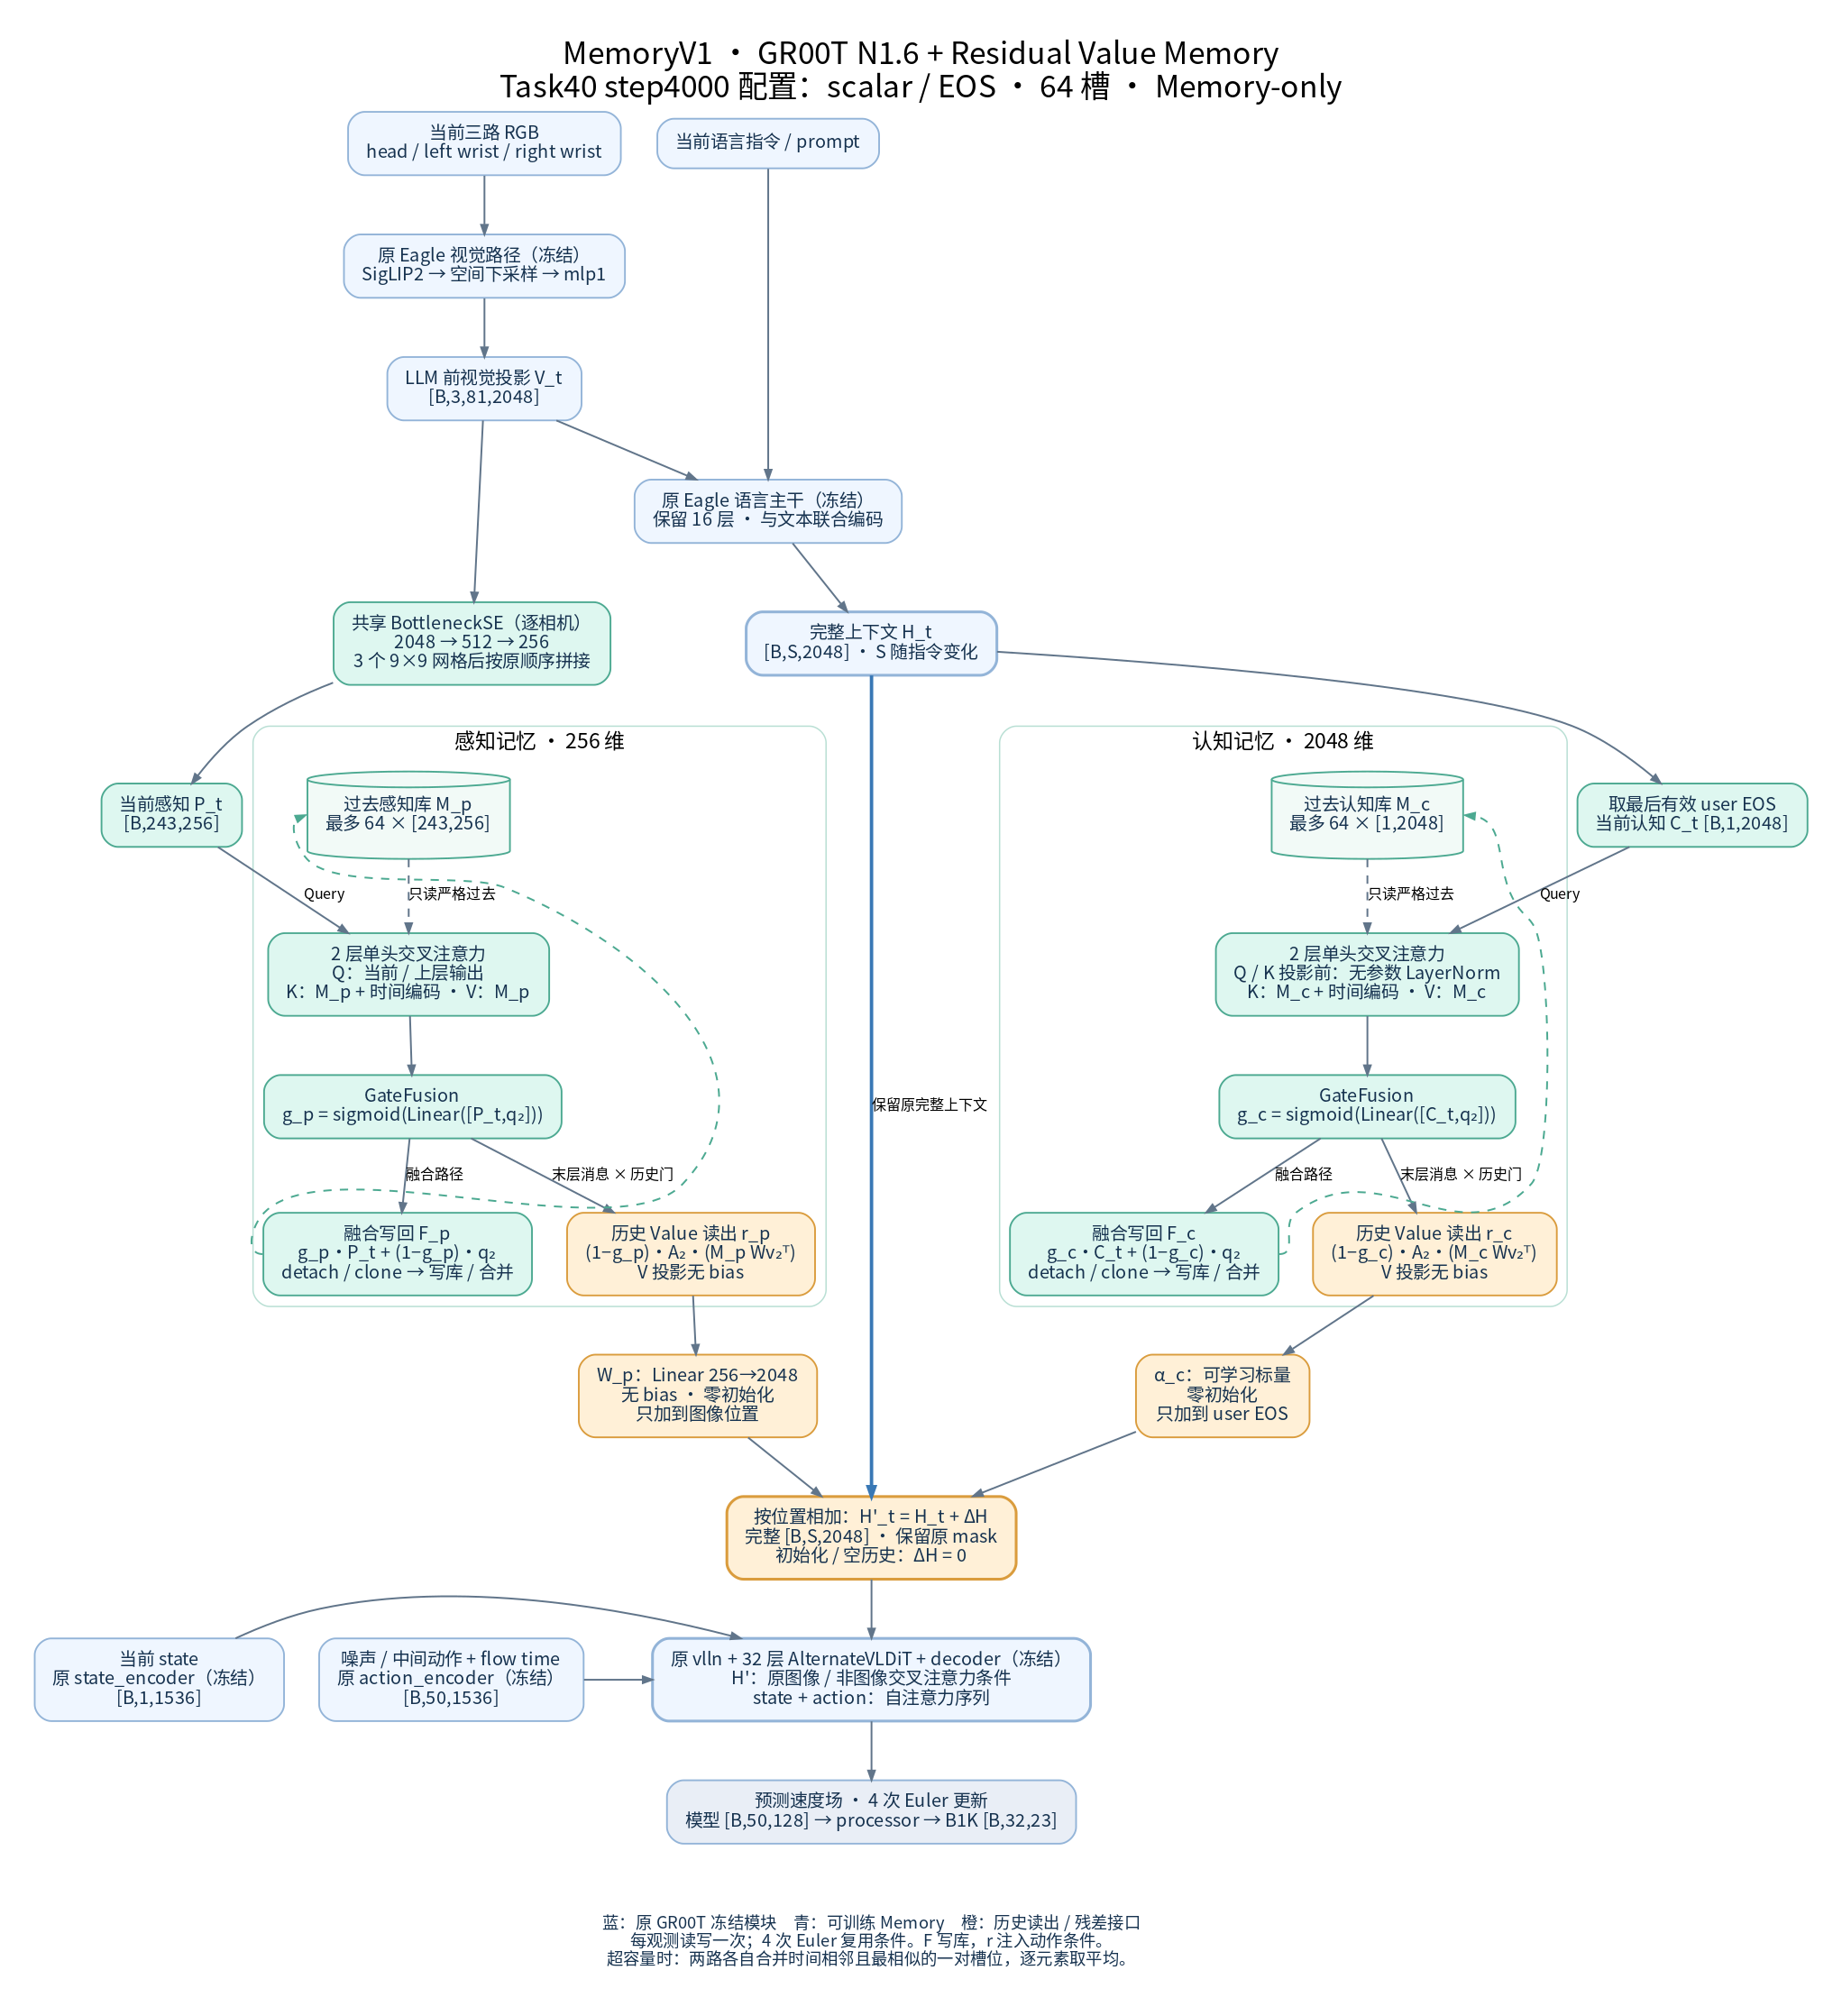 MemoryV1 · GR00T N1.6 + Residual Value Memory
Task40 step4000 配置：scalar / EOS · 64 槽 · Memory-only
当前三路 RGB
head / left wrist / right wrist
当前语言指令 / prompt
原 Eagle 视觉路径（冻结）
SigLIP2 → 空间下采样 → mlp1
LLM 前视觉投影 V_t
[B,3,81,2048]
原 Eagle 语言主干（冻结）
保留 16 层 · 与文本联合编码
共享 BottleneckSE（逐相机）
2048 → 512 → 256
3 个 9×9 网格后按原顺序拼接
完整上下文 H_t
[B,S,2048] · S 随指令变化
感知记忆 · 256 维
认知记忆 · 2048 维
当前感知 P_t
[B,243,256]
过去感知库 M_p
最多 64 × [243,256]
过去认知库 M_c
最多 64 × [1,2048]
取最后有效 user EOS
当前认知 C_t [B,1,2048]
Query
只读严格过去
只读严格过去
Query
2 层单头交叉注意力
Q：当前 / 上层输出
K：M_p + 时间编码 · V：M_p
2 层单头交叉注意力
Q / K 投影前：无参数 LayerNorm
K：M_c + 时间编码 · V：M_c
GateFusion
g_p = sigmoid(Linear([P_t,q₂]))
保留原完整上下文
GateFusion
g_c = sigmoid(Linear([C_t,q₂]))
融合路径
末层消息 × 历史门
融合路径
末层消息 × 历史门
融合写回 F_p
g_p·P_t + (1−g_p)·q₂
detach / clone → 写库 / 合并
历史 Value 读出 r_p
(1−g_p)·A₂·(M_p Wv₂ᵀ)
V 投影无 bias
融合写回 F_c
g_c·C_t + (1−g_c)·q₂
detach / clone → 写库 / 合并
历史 Value 读出 r_c
(1−g_c)·A₂·(M_c Wv₂ᵀ)
V 投影无 bias
W_p：Linear 256→2048
无 bias · 零初始化
只加到图像位置
α_c：可学习标量
零初始化
只加到 user EOS
按位置相加：H'_t = H_t + ΔH
完整 [B,S,2048] · 保留原 mask
初始化 / 空历史：ΔH = 0
当前 state
原 state_encoder（冻结）
[B,1,1536]
噪声 / 中间动作 + flow time
原 action_encoder（冻结）
[B,50,1536]
原 vlln + 32 层 AlternateVLDiT + decoder（冻结）
H'：原图像 / 非图像交叉注意力条件
state + action：自注意力序列
预测速度场 · 4 次 Euler 更新
模型 [B,50,128] → processor → B1K [B,32,23]
蓝：原 GR00T 冻结模块 青：可训练 Memory 橙：历史读出 / 残差接口
每观测读写一次；4 次 Euler 复用条件。F 写库，r 注入动作条件。
超容量时：两路各自合并时间相邻且最相似的一对槽位，逐元素取平均。